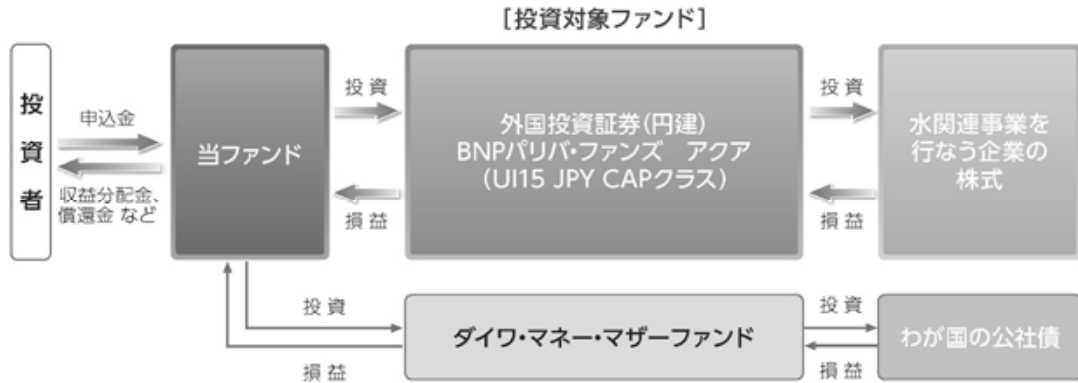 [投資対象ファンド]
投資者
申込金
収益分配金、
償還金 など
当ファンド
投資
損益
外国投資証券(円建)
BNPパリバ・ファンズ アクア
(UI15 JPY CAPクラス)
投資
損益
水関連事業を
行なう企業の
株式
投資
損益
ダイワ・マネー・マザーファンド
投資
損益
わが国の公社債